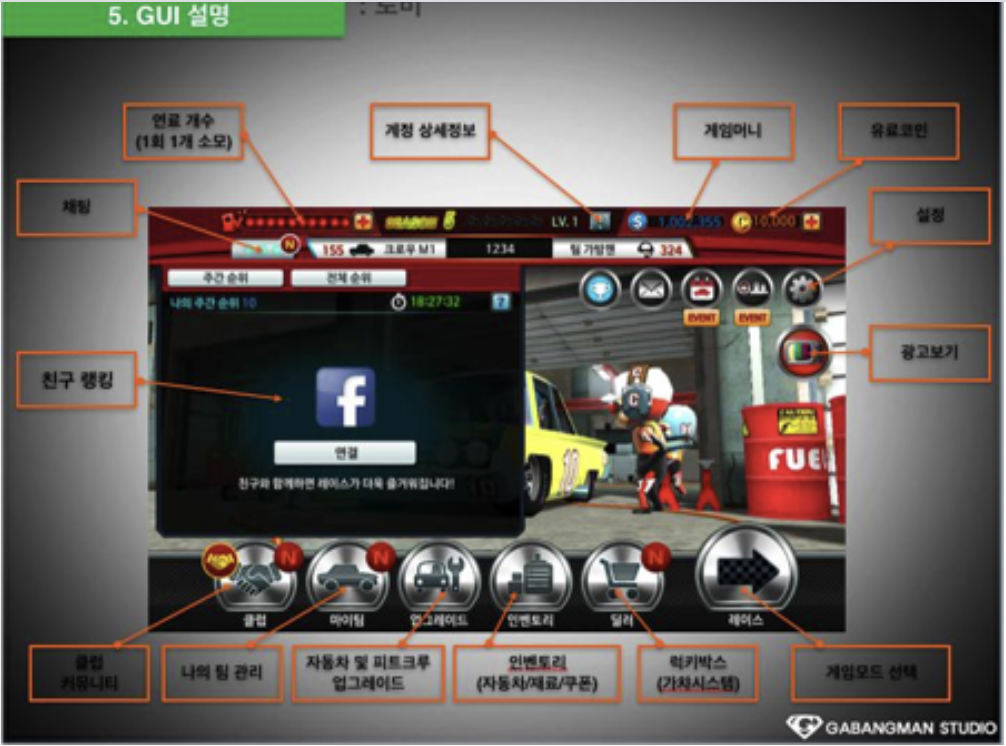 5. GUI 설명
: 로비
연료 개수
(1회 1개 소모)
계정 상세정보
게임머니
유료코인
채팅
설정
SEASON 5
LV. 1
S 1,002,355
C 10,000
N
155
크로우 M1
1234
팀 가방맨
324
주간 순위
전체 순위
나의 주간 순위 10
18:27:32
?
EVENT
EVENT
친구 랭킹
광고보기
f
연결
친구와 함께하면 레이스가 더욱 즐거워집니다!
C
10
CAUTION
FUEL
N
N
N
클럽
마이팀
업그레이드
인벤토리
딜러
레이스
클럽
커뮤니티
나의 팀 관리
자동차 및 피트크루
업그레이드
인벤토리
(자동차/재료/쿠폰)
럭키박스
(가챠시스템)
게임모드 선택
GABANGMAN STUDIO